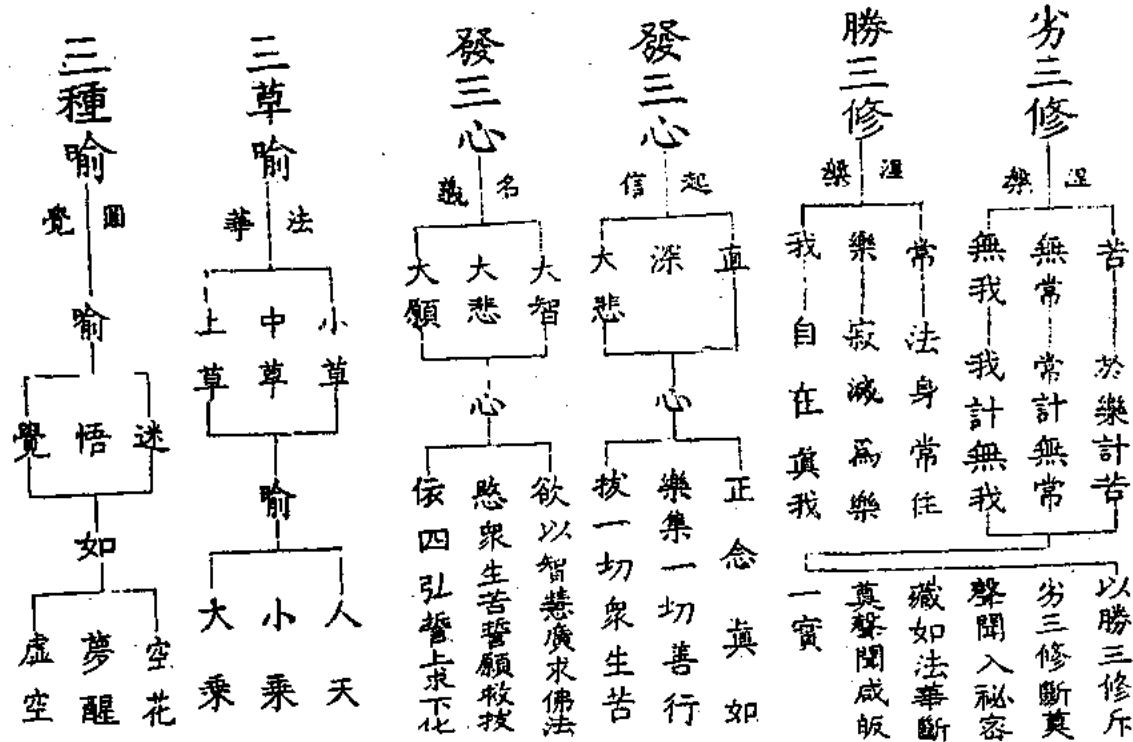 劣三修
涅槃
苦 於樂計苦
無常 常計無常
無我 我計無我
以勝三修斥
劣三修斷奠
聲聞入祕密
藏如法華斷
奠聲聞咸皈
一實
勝三修
涅槃
常 法身常住
樂 寂滅爲樂
我 自在眞我
發三心
起信
直
深
大悲
心
正念眞如
樂集一切善行
拔一切衆生苦
發三心
名義
大智
大悲
大願
心
欲以智慧廣求佛法
愍衆生苦誓願救拔
依四弘誓上求下化
三草喻
法華
小草
中草
上草
喻
人天
小乘
大乘
三種喻
圓覺
喻
迷
悟
覺
如
空花
夢醒
虛空